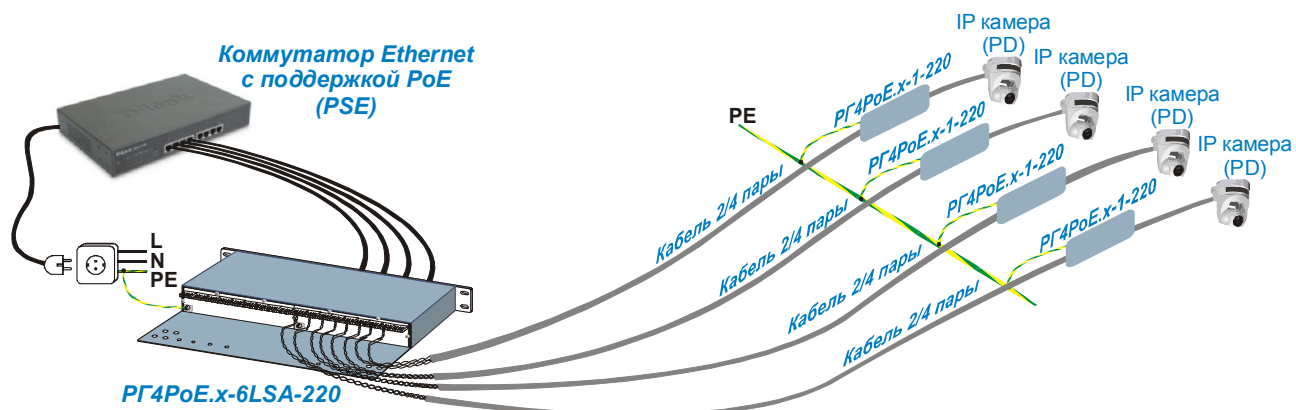 Коммутатор Ethernet
с поддержкой PoE
(PSE)
D-Link
L
N
PE
РГ4PoE.x-6LSA-220
PE
Кабель 2/4 пары
РГ4PoE.x-1-220
IP камера
(PD)
Кабель 2/4 пары
РГ4PoE.x-1-220
IP камера
(PD)
Кабель 2/4 пары
РГ4PoE.x-1-220
IP камера
(PD)
Кабель 2/4 пары
РГ4PoE.x-1-220
IP камера
(PD)